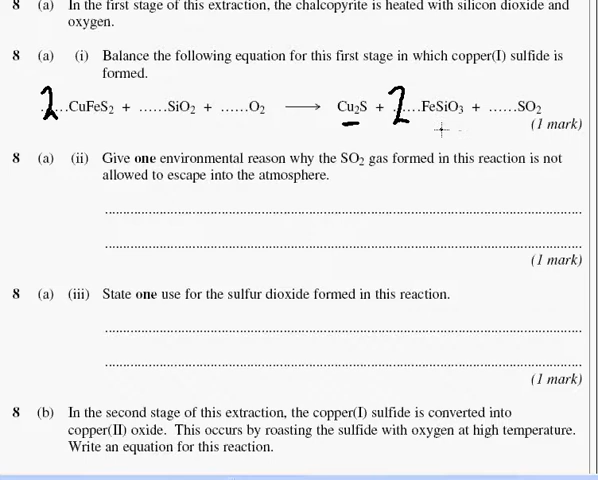 8 (a) In the first stage of this extraction, the chalcopyrite is heated with silicon dioxide and
oxygen.
8 (a) (i) Balance the following equation for this first stage in which copper(I) sulfide is
formed.
2...CuFeS₂ + ......SiO₂ + ......O₂ ⟶ Cu₂S + 2....FeSiO₃ + ......SO₂
(1 mark)
8 (a) (ii) Give one environmental reason why the SO₂ gas formed in this reaction is not
allowed to escape into the atmosphere.
(1 mark)
8 (a) (iii) State one use for the sulfur dioxide formed in this reaction.
(1 mark)
8 (b) In the second stage of this extraction, the copper(I) sulfide is converted into
copper(II) oxide. This occurs by roasting the sulfide with oxygen at high temperature.
Write an equation for this reaction.